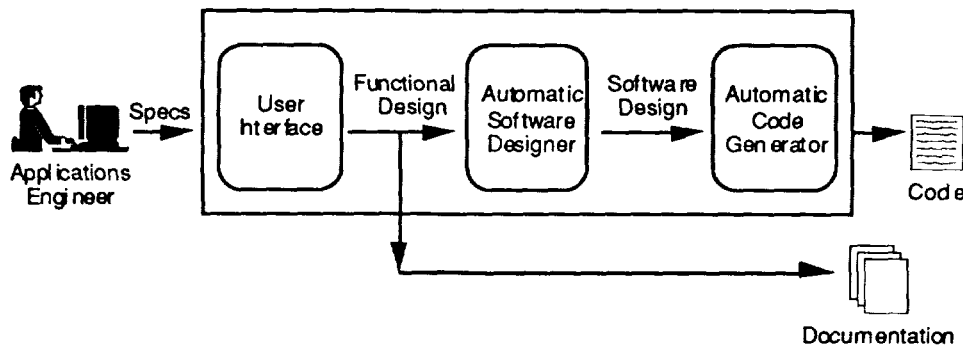 Specs
Applications
Engineer
User
Interface
Functional
Design
Automatic
Software
Designer
Software
Design
Automatic
Code
Generator
Code
Documentation